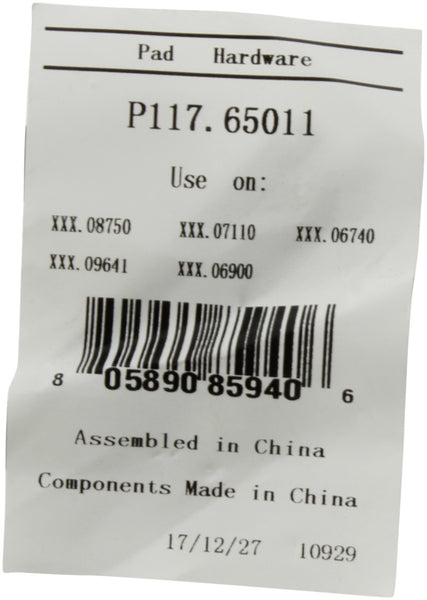 Pad Hardware
P117.65011
Use on:
XXX.08750 XXX.07110 XXX.06740
XXX.09641 XXX.06900
8 05890 85940 6
Assembled in China
Components Made in China
17/12/27 10929